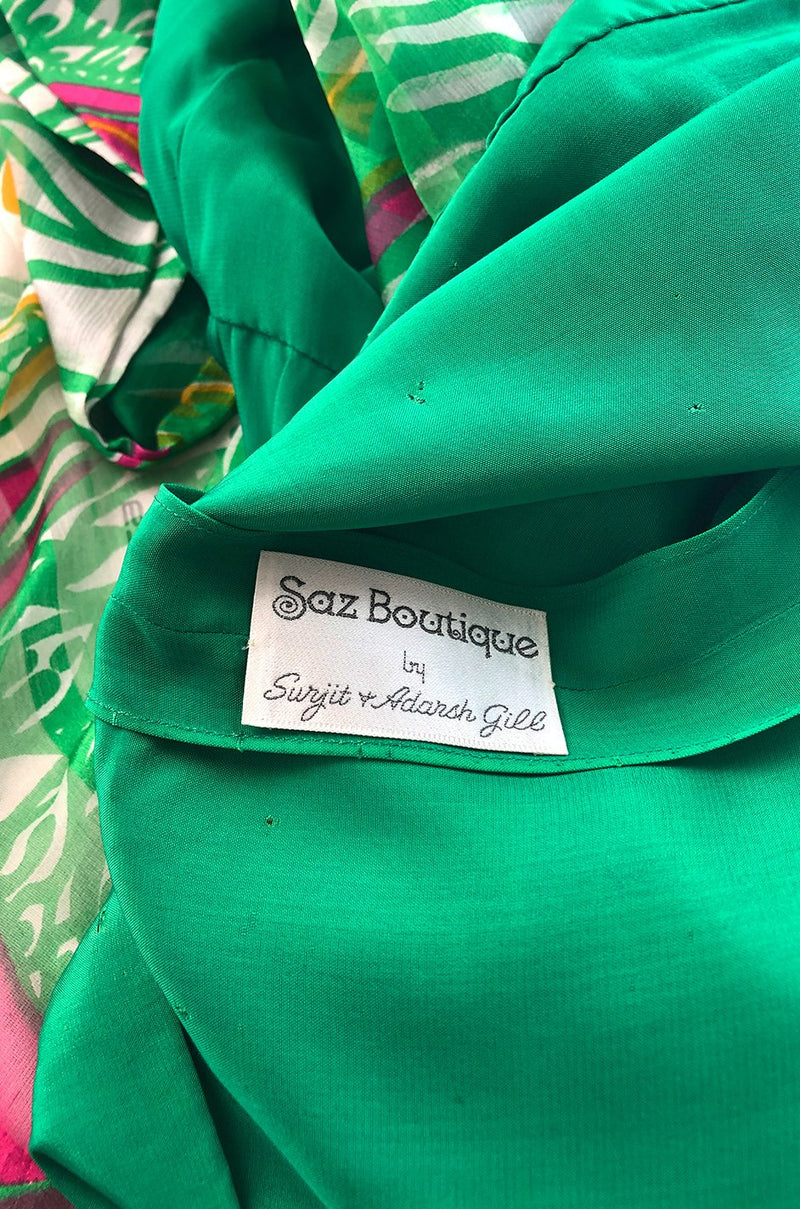 Saz Boutique
by
Surjit + Adarsh Gill